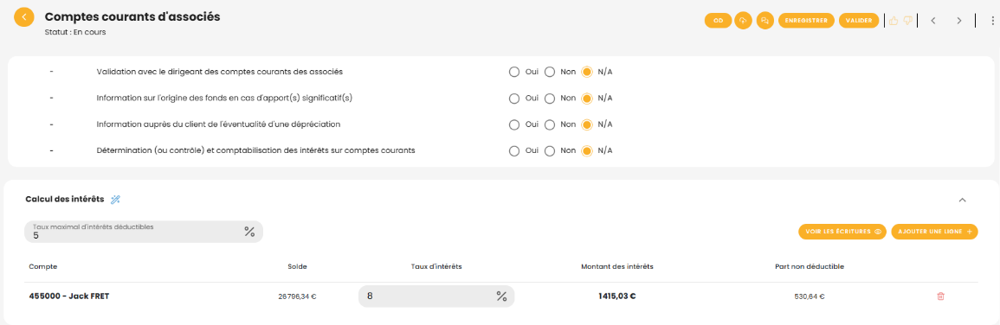 Comptes courants d'associés
Statut : En cours
OD ENREGISTRER VALIDER
- Validation avec le dirigeant des comptes courants des associés Oui Non N/A
- Information sur l'origine des fonds en cas d'apport(s) significatif(s) Oui Non N/A
- Information auprès du client de l'éventualité d'une dépréciation Oui Non N/A
- Détermination (ou contrôle) et comptabilisation des intérêts sur comptes courants Oui Non N/A
Calcul des intérêts
Taux maximal d'intérêts déductibles
5 %
VOIR LES ÉCRITURES AJOUTER UNE LIGNE +
Compte Solde Taux d'intérêts Montant des intérêts Part non déductible
455000 - Jack FRET 26 796,34 € 8 % 1 415,03 € 530,64 €